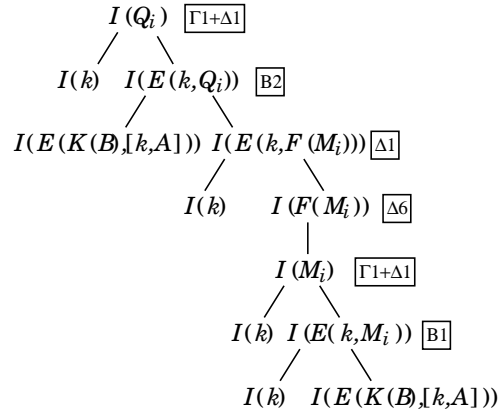 I(Q_i) Γ1+Δ1
I(k) I(E(k,Q_i)) B2
I(E(K(B),[k,A])) I(E(k,F(M_i))) Δ1
I(k) I(F(M_i)) Δ6
I(M_i) Γ1+Δ1
I(k) I(E(k,M_i)) B1
I(k) I(E(K(B),[k,A]))